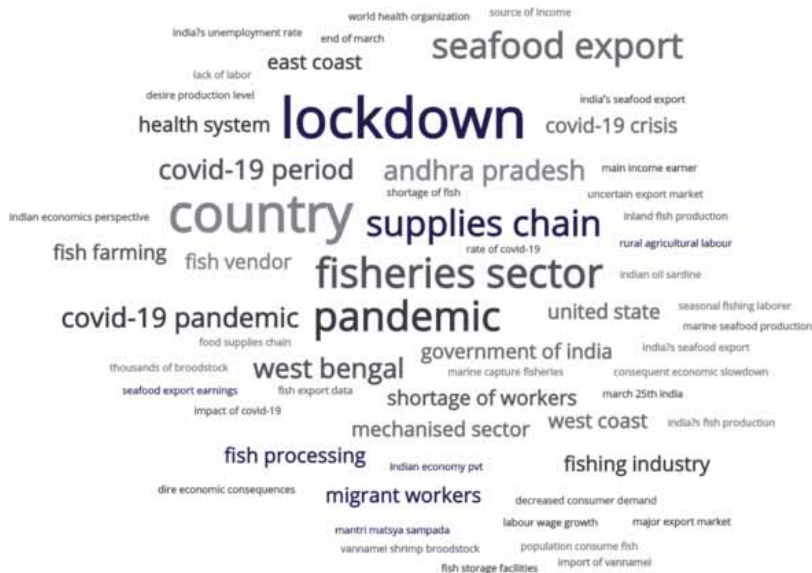 world health organization
source of income
india?s unemployment rate
end of march
seafood export
east coast
lack of labor
desire production level
lockdown
india's seafood export
health system
covid-19 crisis
covid-19 period
andhra pradesh
main income earner
shortage of fish
uncertain export market
country
indian economics perspective
supplies chain
inland fish production
rate of covid-19
rural agricultural labour
fish farming
fish vendor
fisheries sector
indian oil sardine
covid-19 pandemic
pandemic
united state
seasonal fishing laborer
marine seafood production
food supplies chain
government of india
india?s seafood export
thousands of broodstock
west bengal
marine capture fisheries
consequent economic slowdown
seafood export earnings
fish export data
shortage of workers
march 25th india
impact of covid-19
mechanised sector
west coast
india?s fish production
fish processing
indian economy pvt
fishing industry
dire economic consequences
migrant workers
decreased consumer demand
mantri matsya sampada
labour wage growth
major export market
vannamei shrimp broodstock
population consume fish
fish storage facilities
import of vannamei